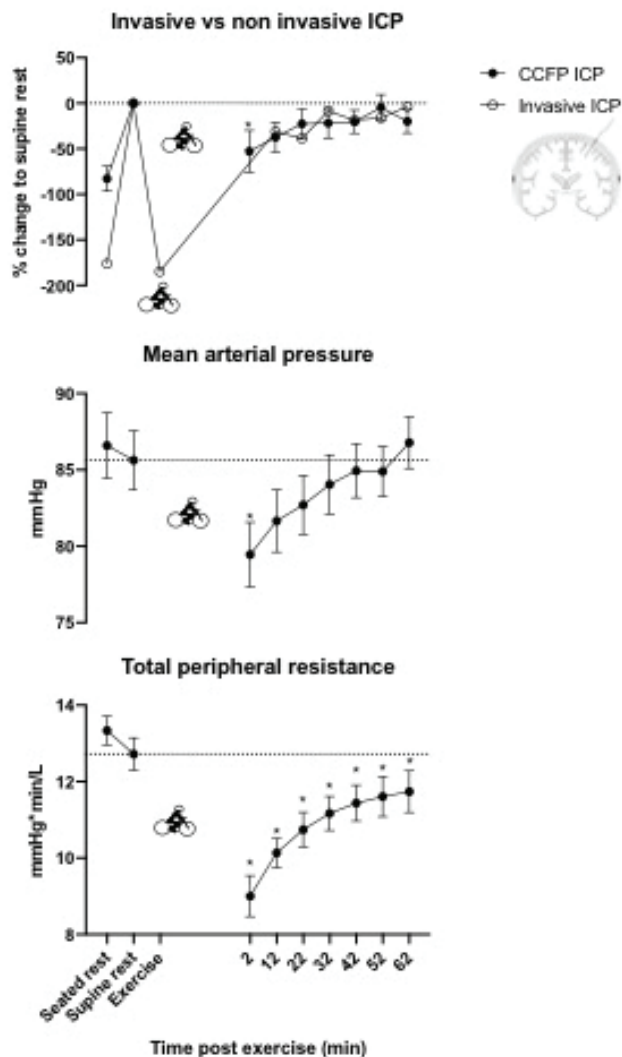 Invasive vs non invasive ICP
% change to supine rest
50
0
-50
-100
-150
-200
*
CCFP ICP
Invasive ICP
Mean arterial pressure
mmHg
90
85
80
75
*
Total peripheral resistance
mmHg*min/L
14
12
10
8
* * * * * * *
Seated rest
Supine rest
Exercise
2
12
22
32
42
52
62
Time post exercise (min)